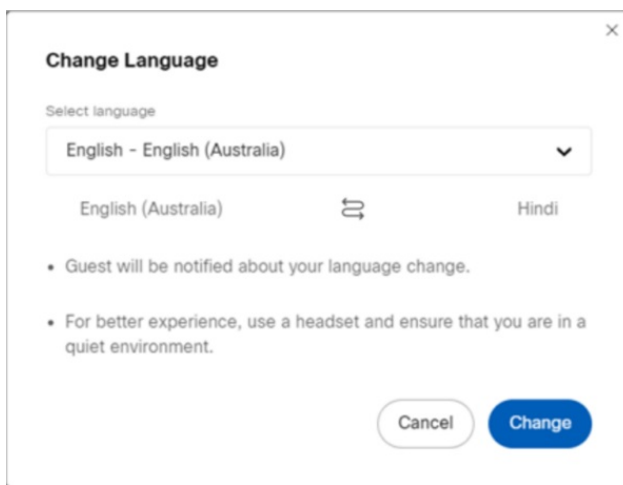 Change Language
Select language
English - English (Australia)
English (Australia) Hindi
• Guest will be notified about your language change.
• For better experience, use a headset and ensure that you are in a
quiet environment.
Cancel Change